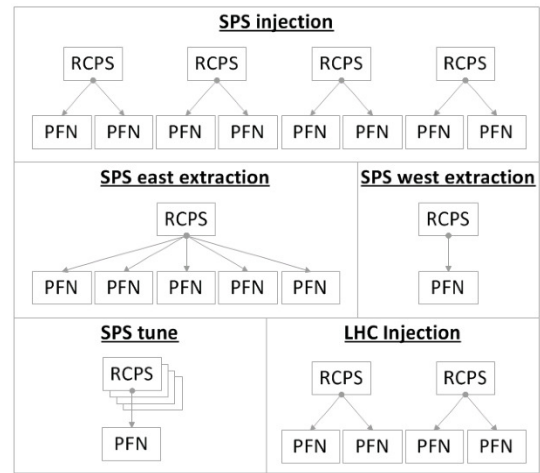 SPS injection
RCPS RCPS RCPS RCPS
PFN PFN PFN PFN PFN PFN PFN PFN
SPS east extraction
RCPS
PFN PFN PFN PFN PFN
SPS west extraction
RCPS
PFN
SPS tune
RCPS
PFN
LHC Injection
RCPS RCPS
PFN PFN PFN PFN